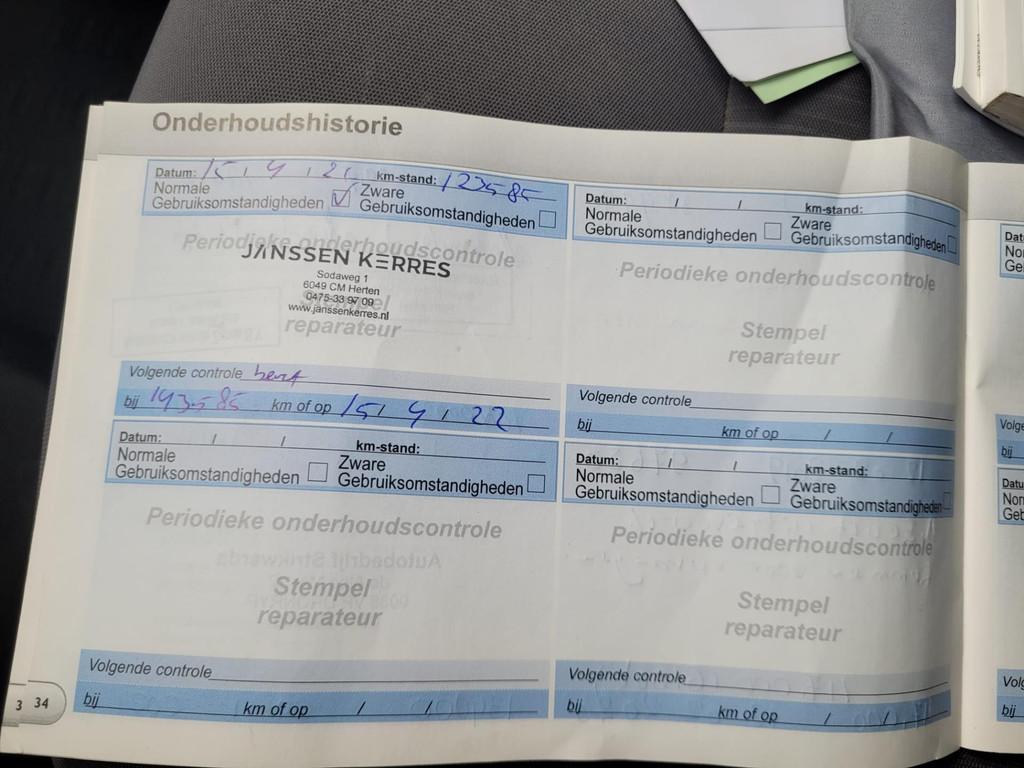 Onderhoudshistorie
Datum: 15 / 4 / 21 km-stand: 123585
Normale
Gebruiksomstandigheden
Zware
Gebruiksomstandigheden
Periodieke onderhoudscontrole
JANSSEN KERRES
Sodaweg 1
6049 CM Herten
0475-33 97 09
www.janssenkerres.nl
Stempel
reparateur
Volgende controle beurt
bij 143585 km of op 15 / 4 / 22
Datum: / / km-stand:
Normale
Gebruiksomstandigheden
Zware
Gebruiksomstandigheden
Periodieke onderhoudscontrole
Stempel
reparateur
Volgende controle
bij km of op / /
Datum: / / km-stand:
Normale
Gebruiksomstandigheden
Zware
Gebruiksomstandigheden
Periodieke onderhoudscontrole
Stempel
reparateur
Volgende controle
bij km of op / /
Datum: / / km-stand:
Normale
Gebruiksomstandigheden
Zware
Gebruiksomstandigheden
Periodieke onderhoudscontrole
Stempel
reparateur
Volgende controle
bij km of op / /
3 34